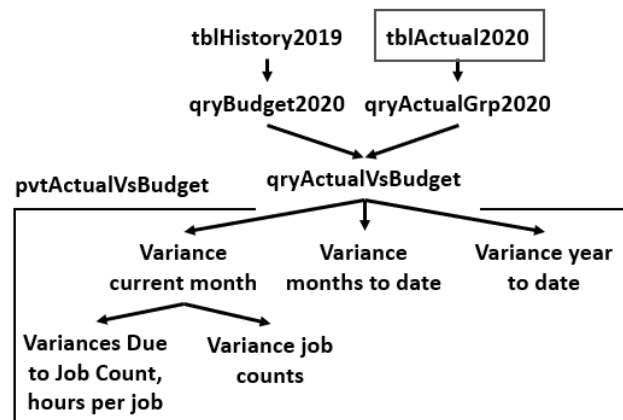 tblHistory2019 tblActual2020
qryBudget2020 qryActualGrp2020
pvtActualVsBudget qryActualVsBudget
Variance
current month
Variance
months to date
Variance year
to date
Variances Due
to Job Count,
hours per job
Variance job
counts